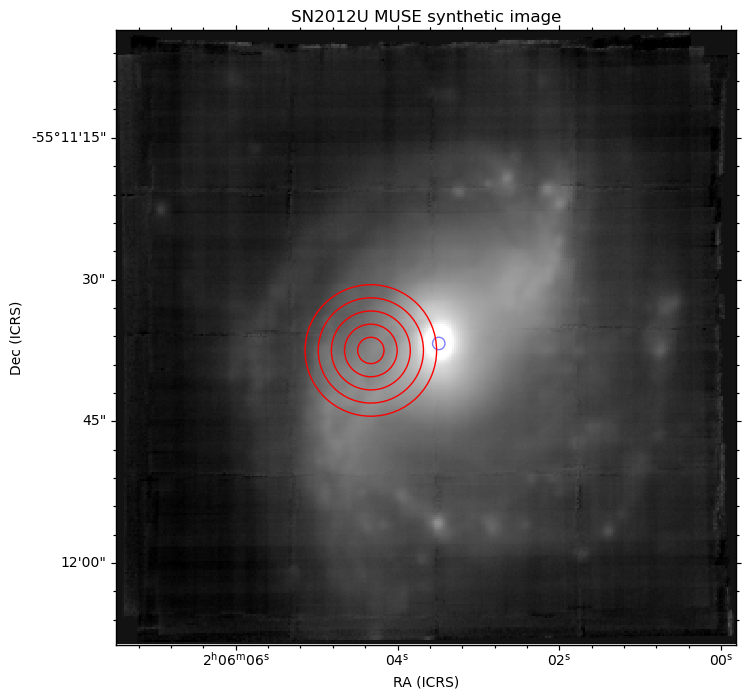 SN2012U MUSE synthetic image
-55°11'15"
30"
45"
12'00"
Dec (ICRS)
2ʰ06ᵐ06ˢ
04ˢ
02ˢ
00ˢ
RA (ICRS)